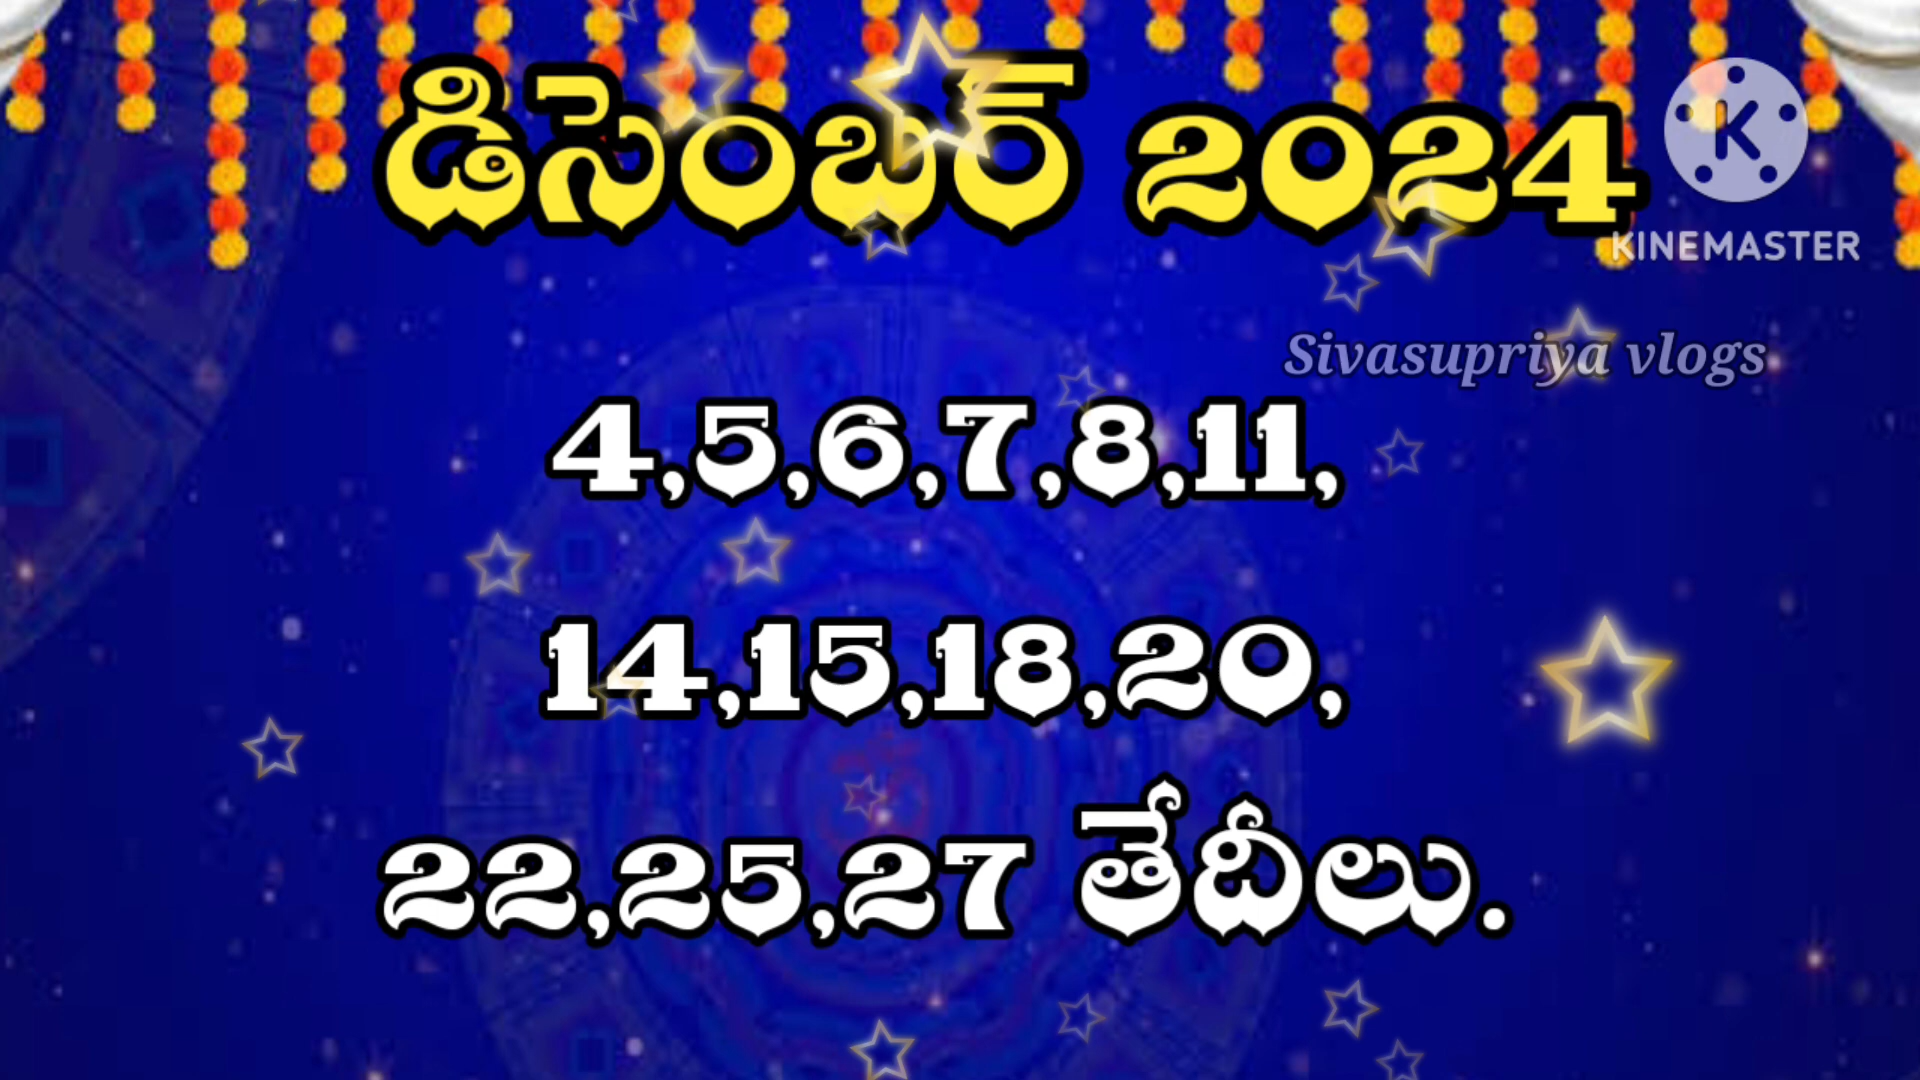 డిసెంబర్ 2024
KINEMASTER
Sivasupriya vlogs
4,5,6,7,8,11,
14,15,18,20,
22,25,27 తేదీలు.